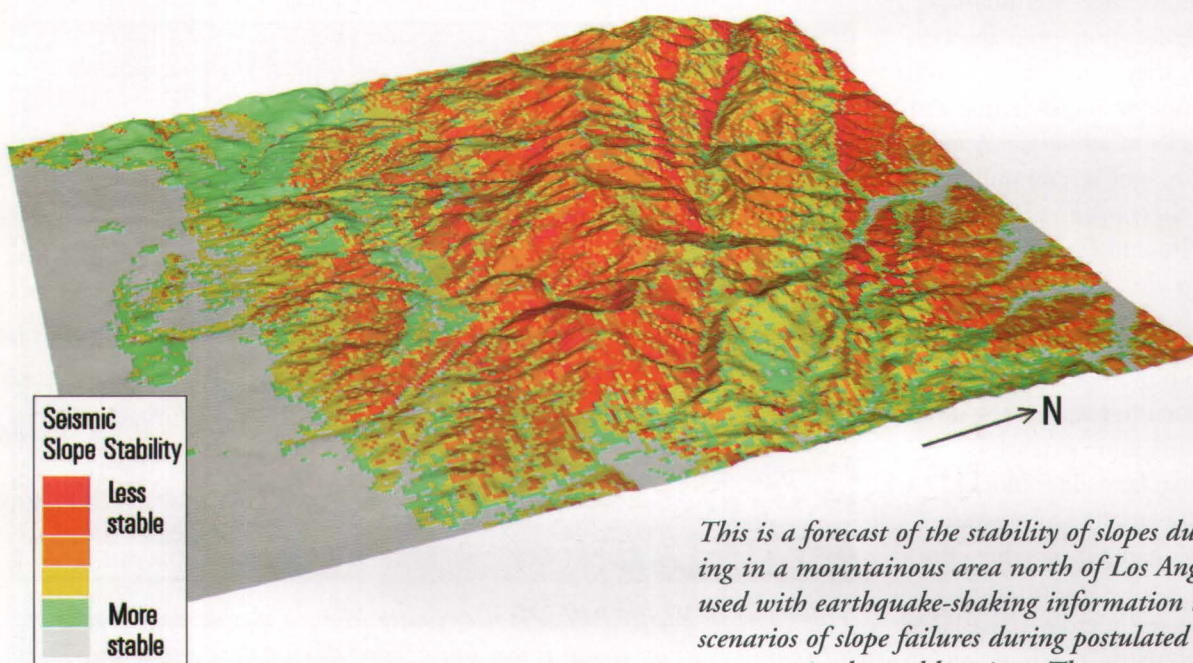 N
Seismic
Slope Stability
Less
stable
More
stable
This is a forecast of the stability of slopes du
ing in a mountainous area north of Los Ang
used with earthquake-shaking information
scenarios of slope failures during postulated